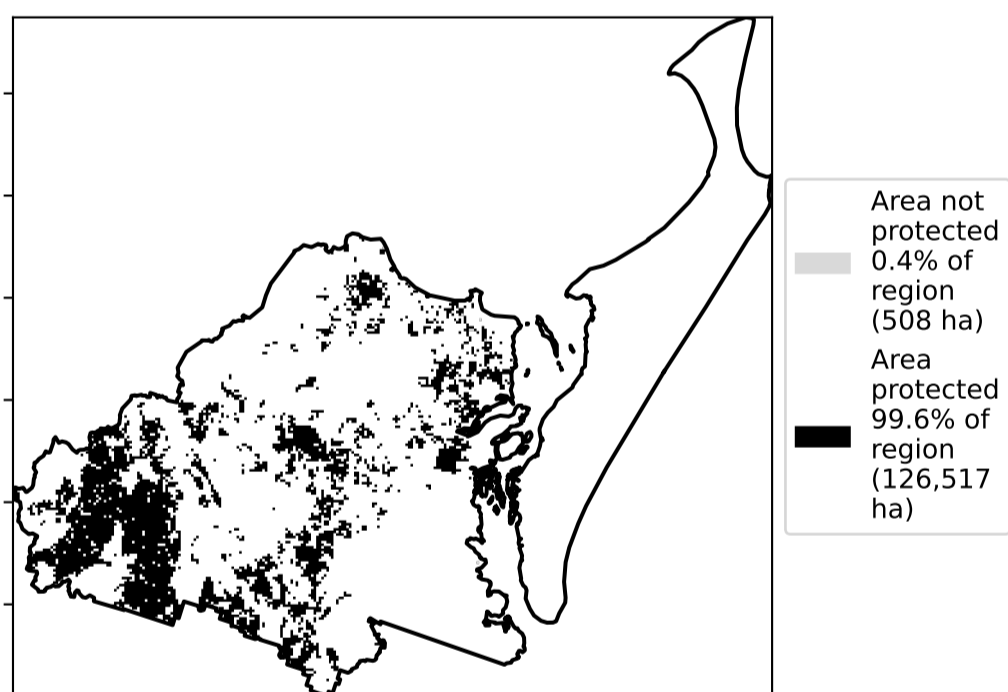 Area not
protected
0.4% of
region
(508 ha)
Area
protected
99.6% of
region
(126,517
ha)